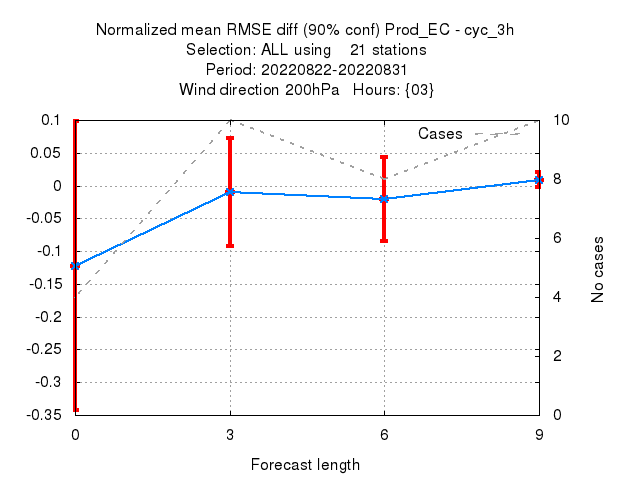 Normalized mean RMSE diff (90% conf) Prod_EC - cyc_3h
Selection: ALL using    21 stations
Period: 20220822-20220831
Wind direction 200hPa   Hours: {03}
Cases
0.1
0.05
0
-0.05
-0.1
-0.15
-0.2
-0.25
-0.3
-0.35
10
8
6
4
2
0
No cases
0 3 6 9
Forecast length